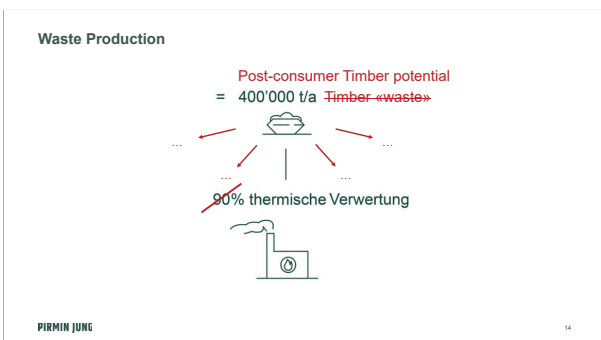 Waste Production
Post-consumer Timber potential
= 400'000 t/a Timber «waste»
... ...
... ...
90% thermische Verwertung
PIRMIN JUNG
14